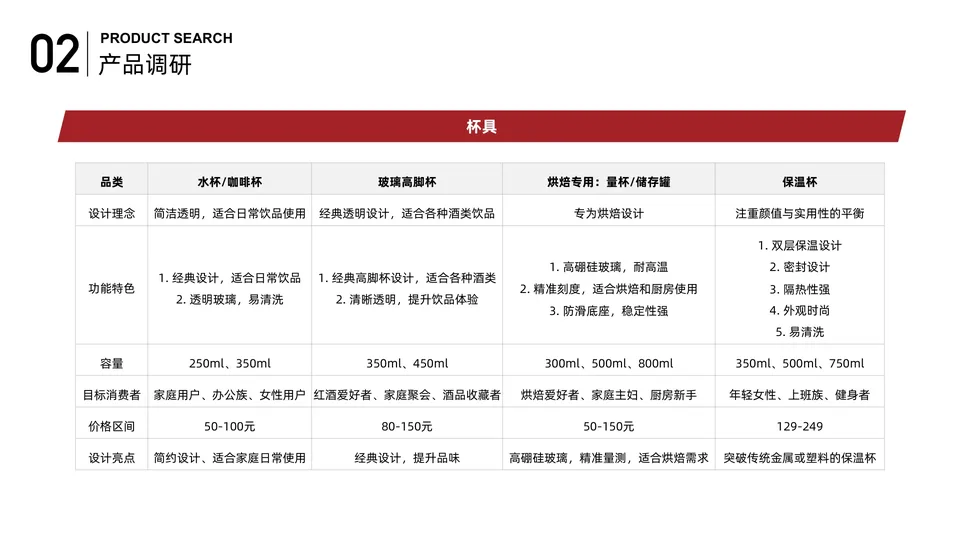 02
PRODUCT SEARCH
产品调研
杯具
品类 水杯/咖啡杯 玻璃高脚杯 烘焙专用：量杯/储存罐 保温杯
设计理念 简洁透明，适合日常饮品使用 经典透明设计，适合各种酒类饮品 专为烘焙设计 注重颜值与实用性的平衡
功能特色
1. 经典设计，适合日常饮品
2. 透明玻璃，易清洗
1. 经典高脚杯设计，适合各种酒类
2. 清晰透明，提升饮品体验
1. 高硼硅玻璃，耐高温
2. 精准刻度，适合烘焙和厨房使用
3. 防滑底座，稳定性强
1. 双层保温设计
2. 密封设计
3. 隔热性强
4. 外观时尚
5. 易清洗
容量 250ml、350ml 350ml、450ml 300ml、500ml、800ml 350ml、500ml、750ml
目标消费者 家庭用户、办公族、女性用户 红酒爱好者、家庭聚会、酒品收藏者 烘焙爱好者、家庭主妇、厨房新手 年轻女性、上班族、健身者
价格区间 50-100元 80-150元 50-150元 129-249
设计亮点 简约设计、适合家庭日常使用 经典设计，提升品味 高硼硅玻璃，精准量测，适合烘焙需求 突破传统金属或塑料的保温杯